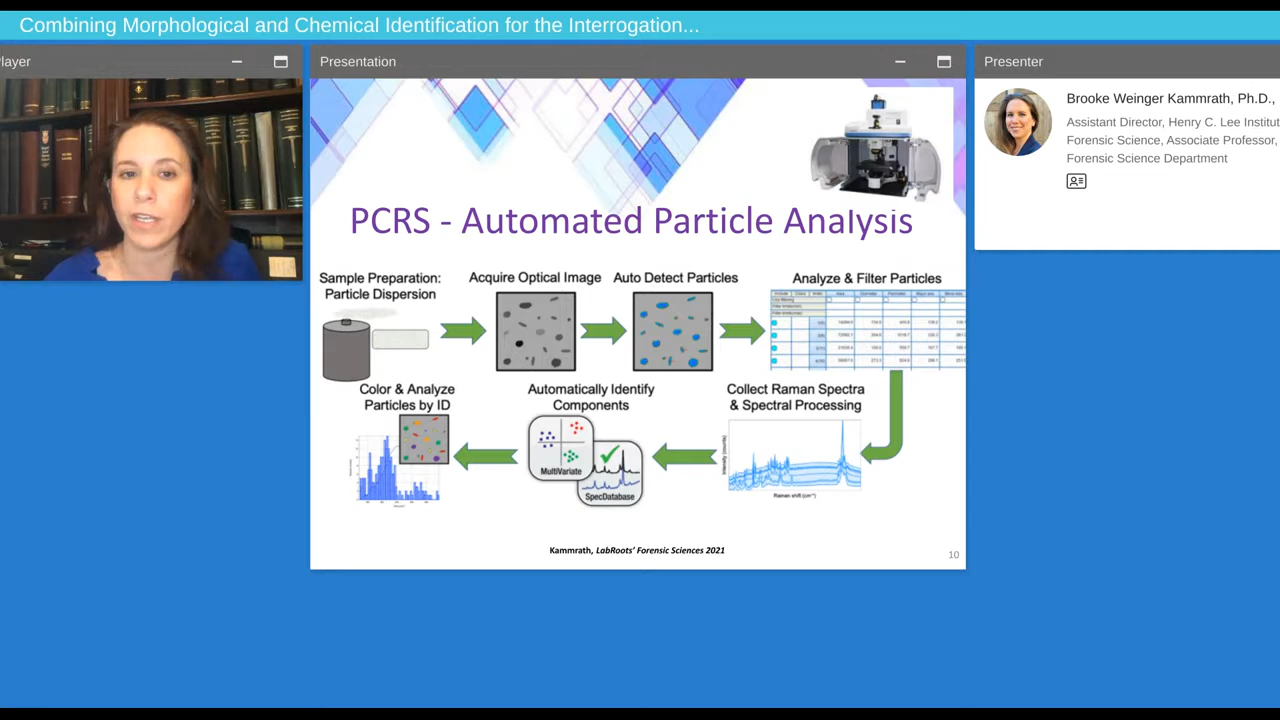 Combining Morphological and Chemical Identification for the Interrogation...
layer
Presentation
Presenter
Brooke Weinger Kammrath, Ph.D.,
Assistant Director, Henry C. Lee Institut
Forensic Science, Associate Professor,
Forensic Science Department
PCRS - Automated Particle Analysis
Sample Preparation:
Particle Dispersion
Acquire Optical Image
Auto Detect Particles
Analyze & Filter Particles
Color & Analyze
Particles by ID
Automatically Identify
Components
Collect Raman Spectra
& Spectral Processing
MultiVariate
SpecDatabase
Intensity (counts)
Raman shift (cm⁻¹)
Kammrath, LabRoots' Forensic Sciences 2021
10